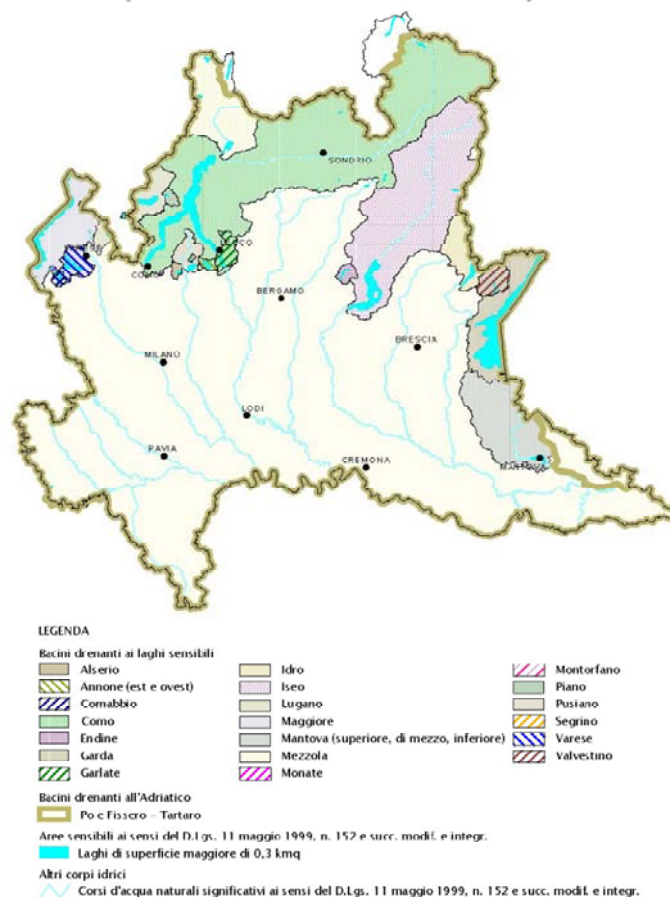 SONDRIO
LECCO
COMO
BERGAMO
BRESCIA
MILANO
LODI
PAVIA
CREMONA
LEGENDA
Bacini drenanti ai laghi sensibili
Alserio
Annone (est e ovest)
Comabbio
Como
Endine
Garda
Garlate
Idro
Iseo
Lugano
Maggiore
Mantova (superiore, di mezzo, inferiore)
Mezzola
Monate
Montorfano
Piano
Pusiano
Segrino
Varese
Valvestino
Bacini drenanti all'Adriatico
Po e Fissero - Tartaro
Aree sensibili ai sensi del D.Lgs. 11 maggio 1999, n. 152 e succ. modif. e integr.
Laghi di superficie maggiore di 0,3 kmq
Altri corpi idrici
Corsi d'acqua naturali significativi ai sensi del D.Lgs. 11 maggio 1999, n. 152 e succ. modif. e integr.